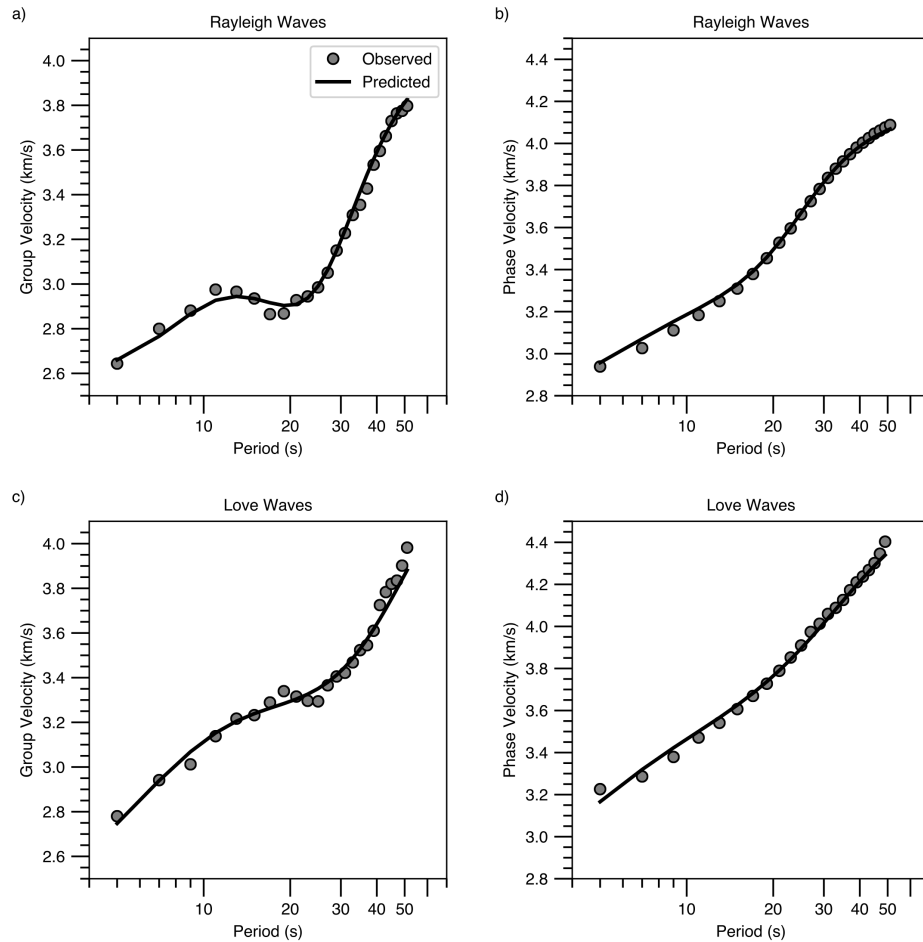 a)
Rayleigh Waves
Observed
Predicted
4.0
3.8
3.6
3.4
3.2
3.0
2.8
2.6
Group Velocity (km/s)
10 20 30 40 50
Period (s)
b)
Rayleigh Waves
4.4
4.2
4.0
3.8
3.6
3.4
3.2
3.0
2.8
Phase Velocity (km/s)
10 20 30 40 50
Period (s)
c)
Love Waves
4.0
3.8
3.6
3.4
3.2
3.0
2.8
2.6
Group Velocity (km/s)
10 20 30 40 50
Period (s)
d)
Love Waves
4.4
4.2
4.0
3.8
3.6
3.4
3.2
3.0
2.8
Phase Velocity (km/s)
10 20 30 40 50
Period (s)